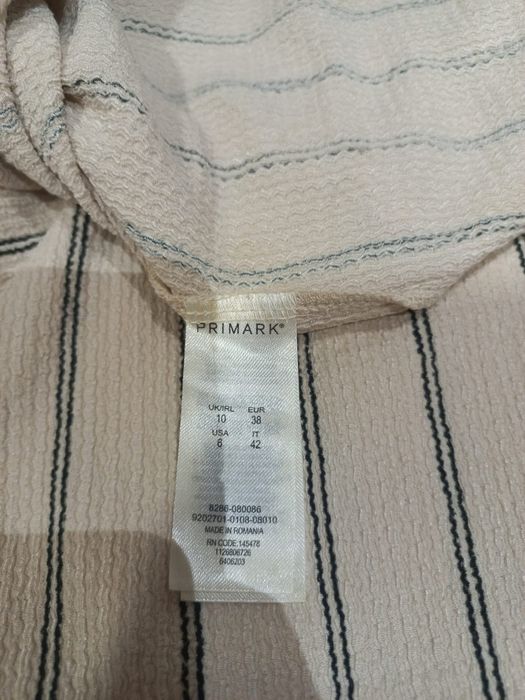 PRIMARK®
UK/IRL EUR
10 38
USA IT
6 42
8286-080086
9202701-0108-08010
MADE IN ROMANIA
RN CODE:145478
1126806726
6406203